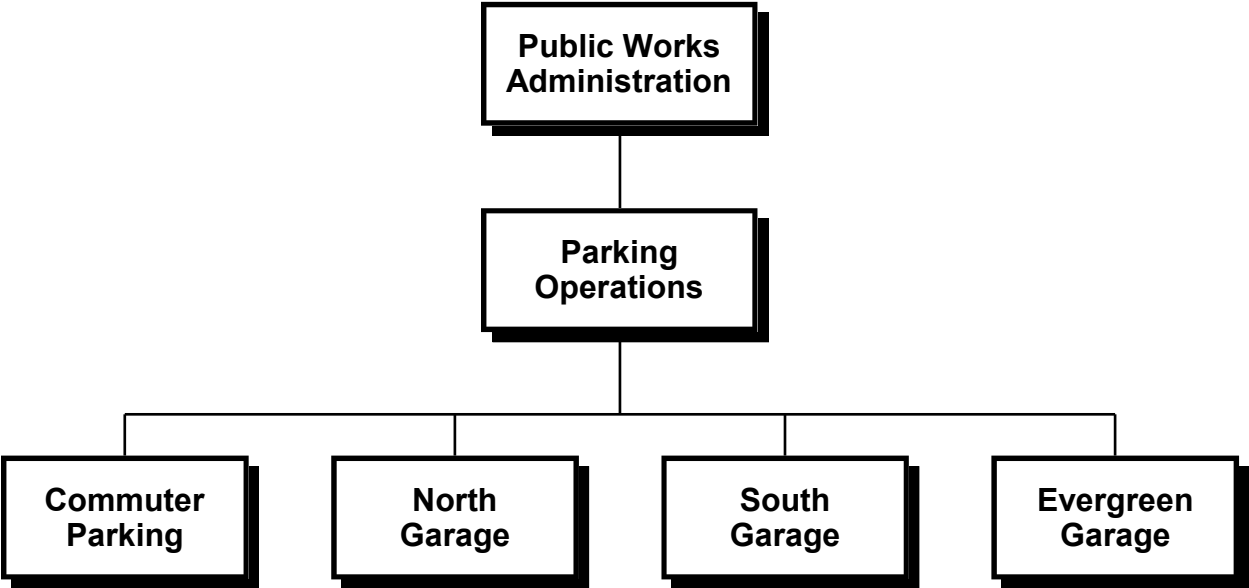 Public Works
Administration
Parking
Operations
Commuter
Parking
North
Garage
South
Garage
Evergreen
Garage